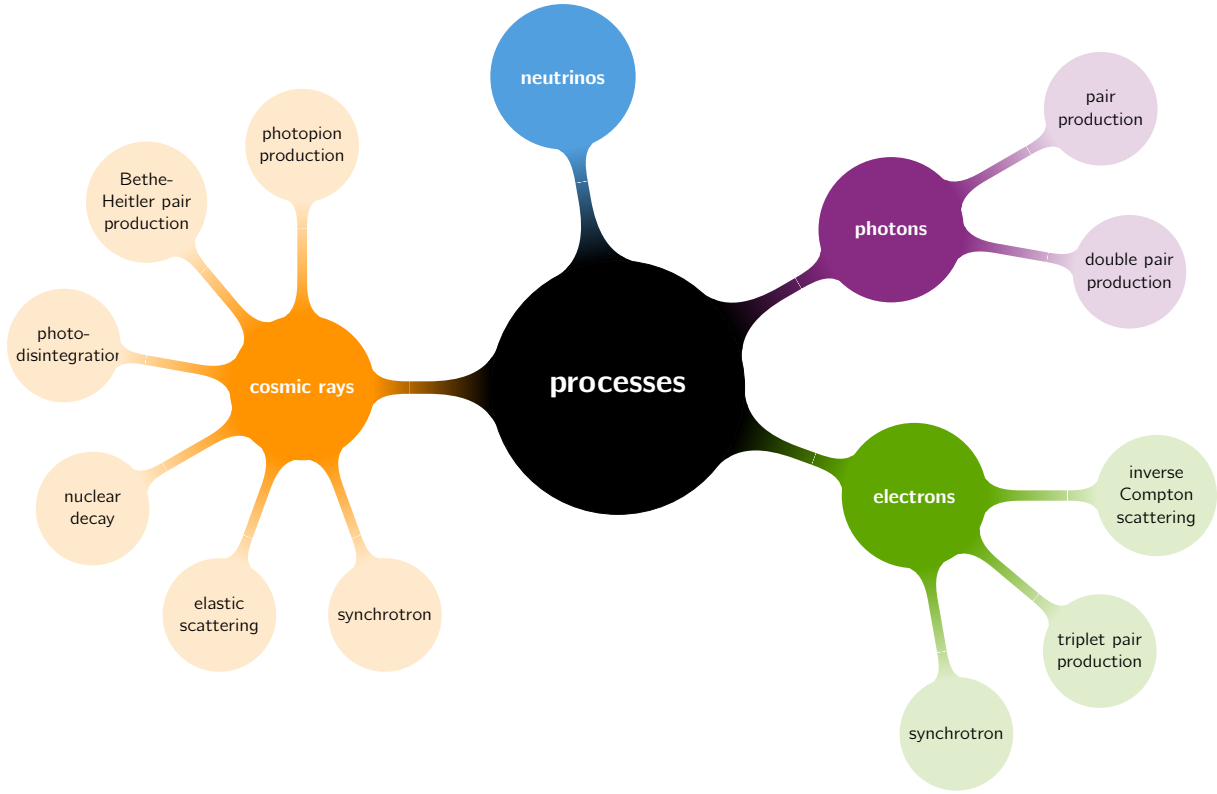 neutrinos
pair
production
photopion
production
Bethe-
Heitler pair
production
photons
double pair
production
photo-
disintegration
cosmic rays
processes
inverse
Compton
scattering
electrons
nuclear
decay
elastic
scattering
synchrotron
triplet pair
production
synchrotron